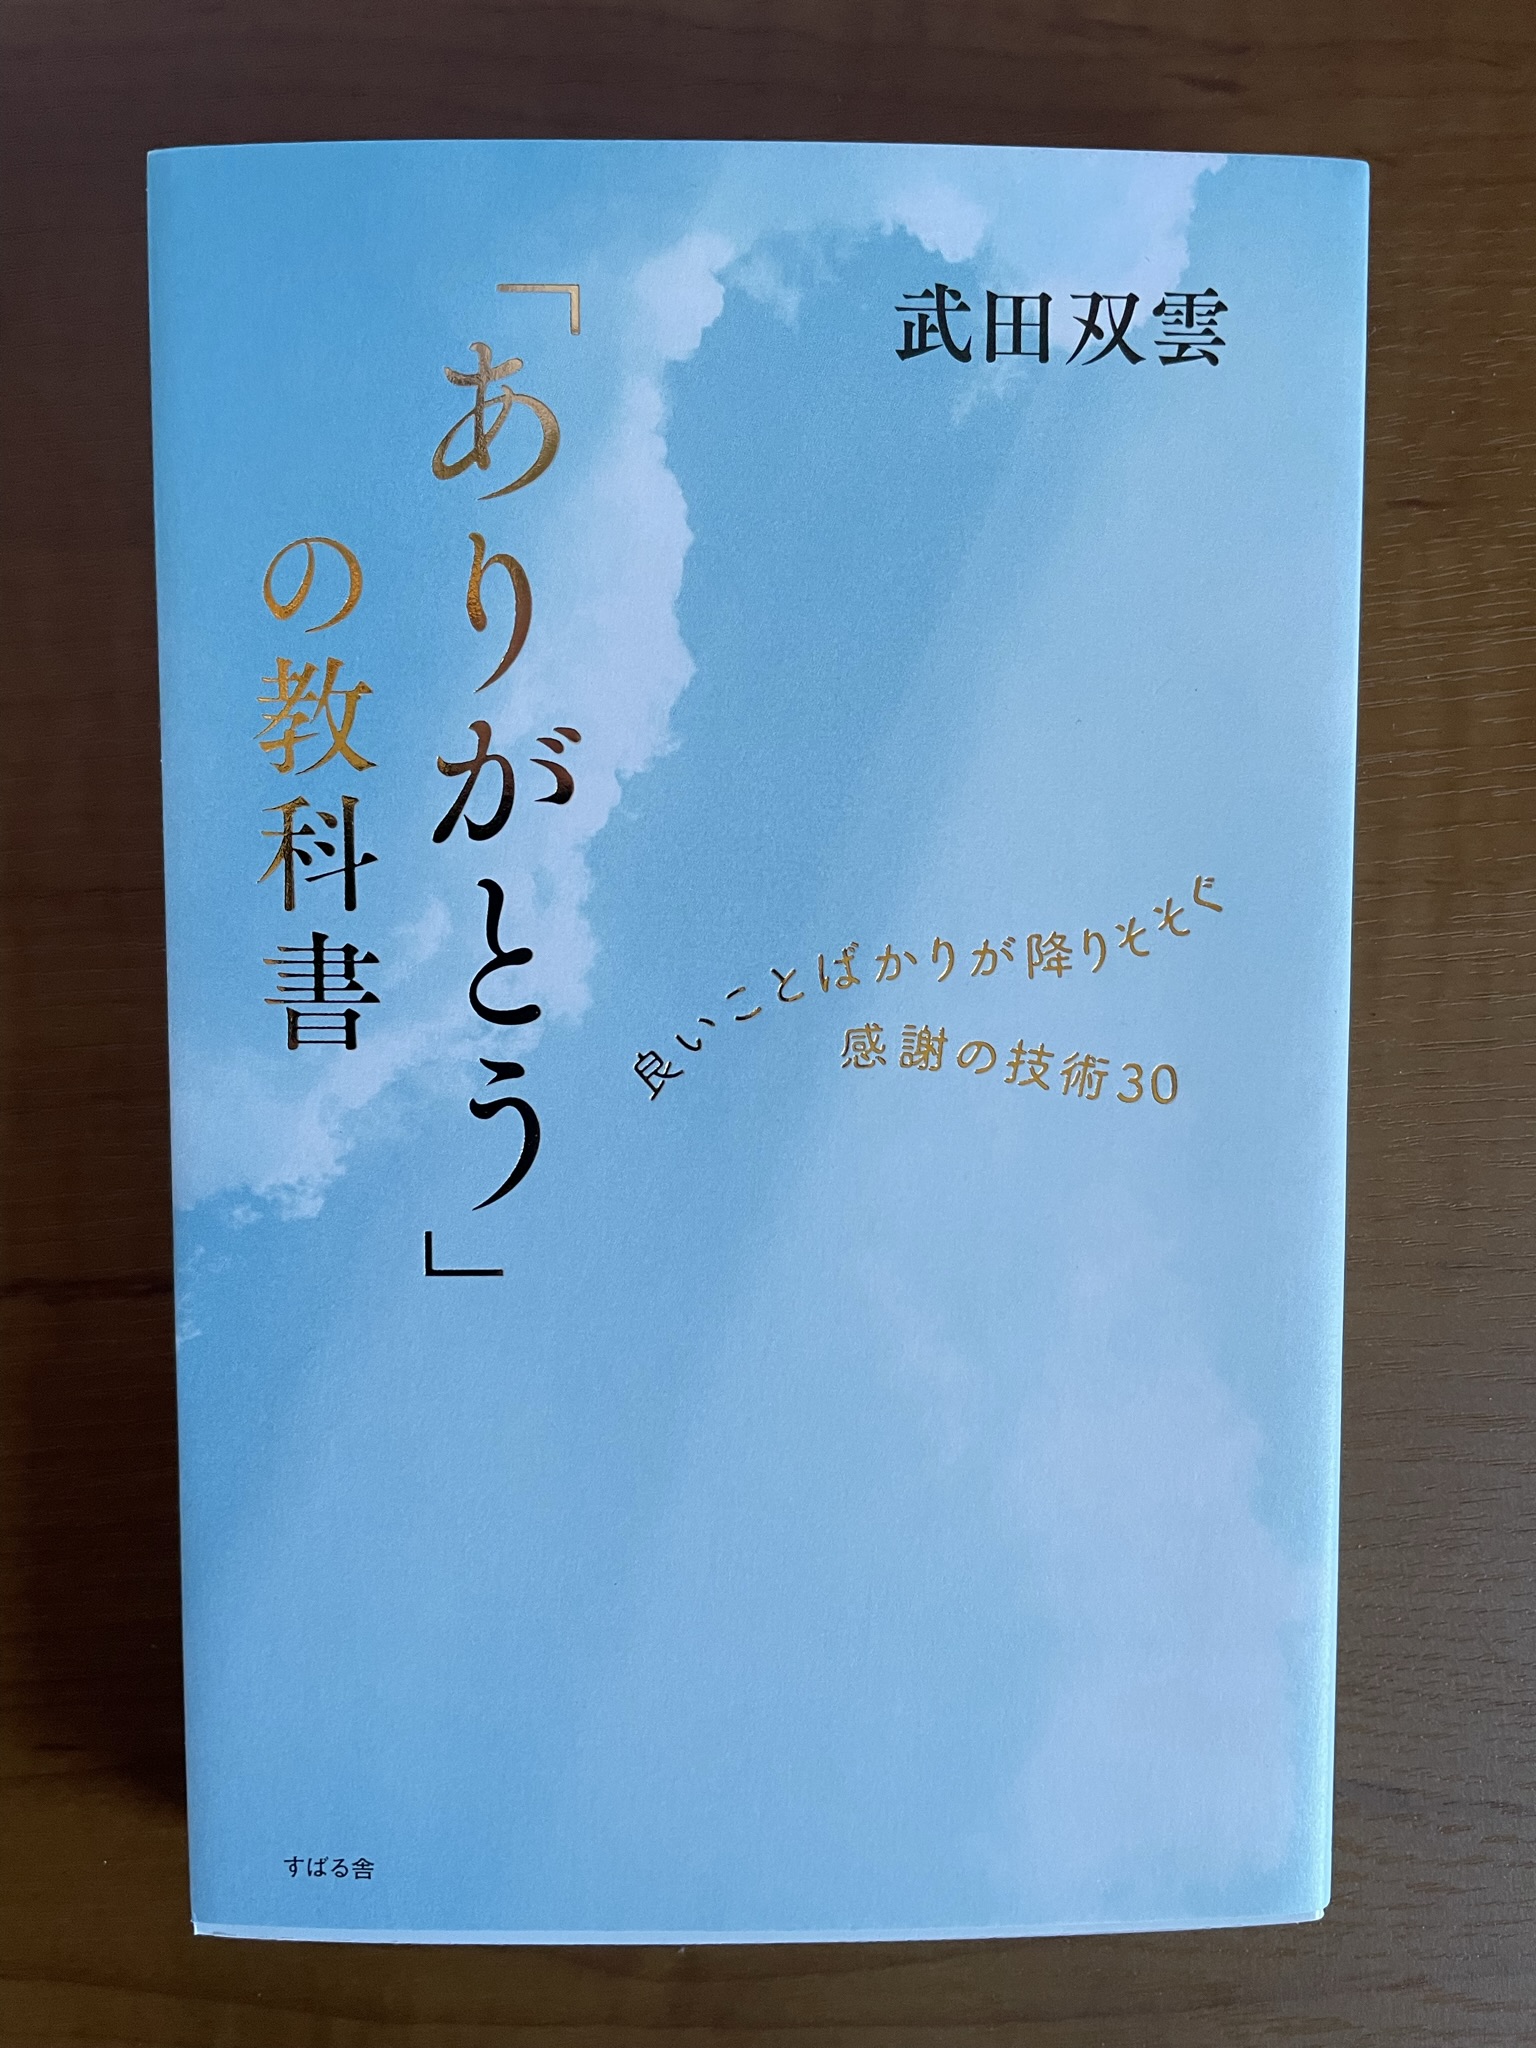 武田双雲
良いことばかりが降りそそぐ
感謝の技術30
「ありがとう」
の教科書
すばる舎